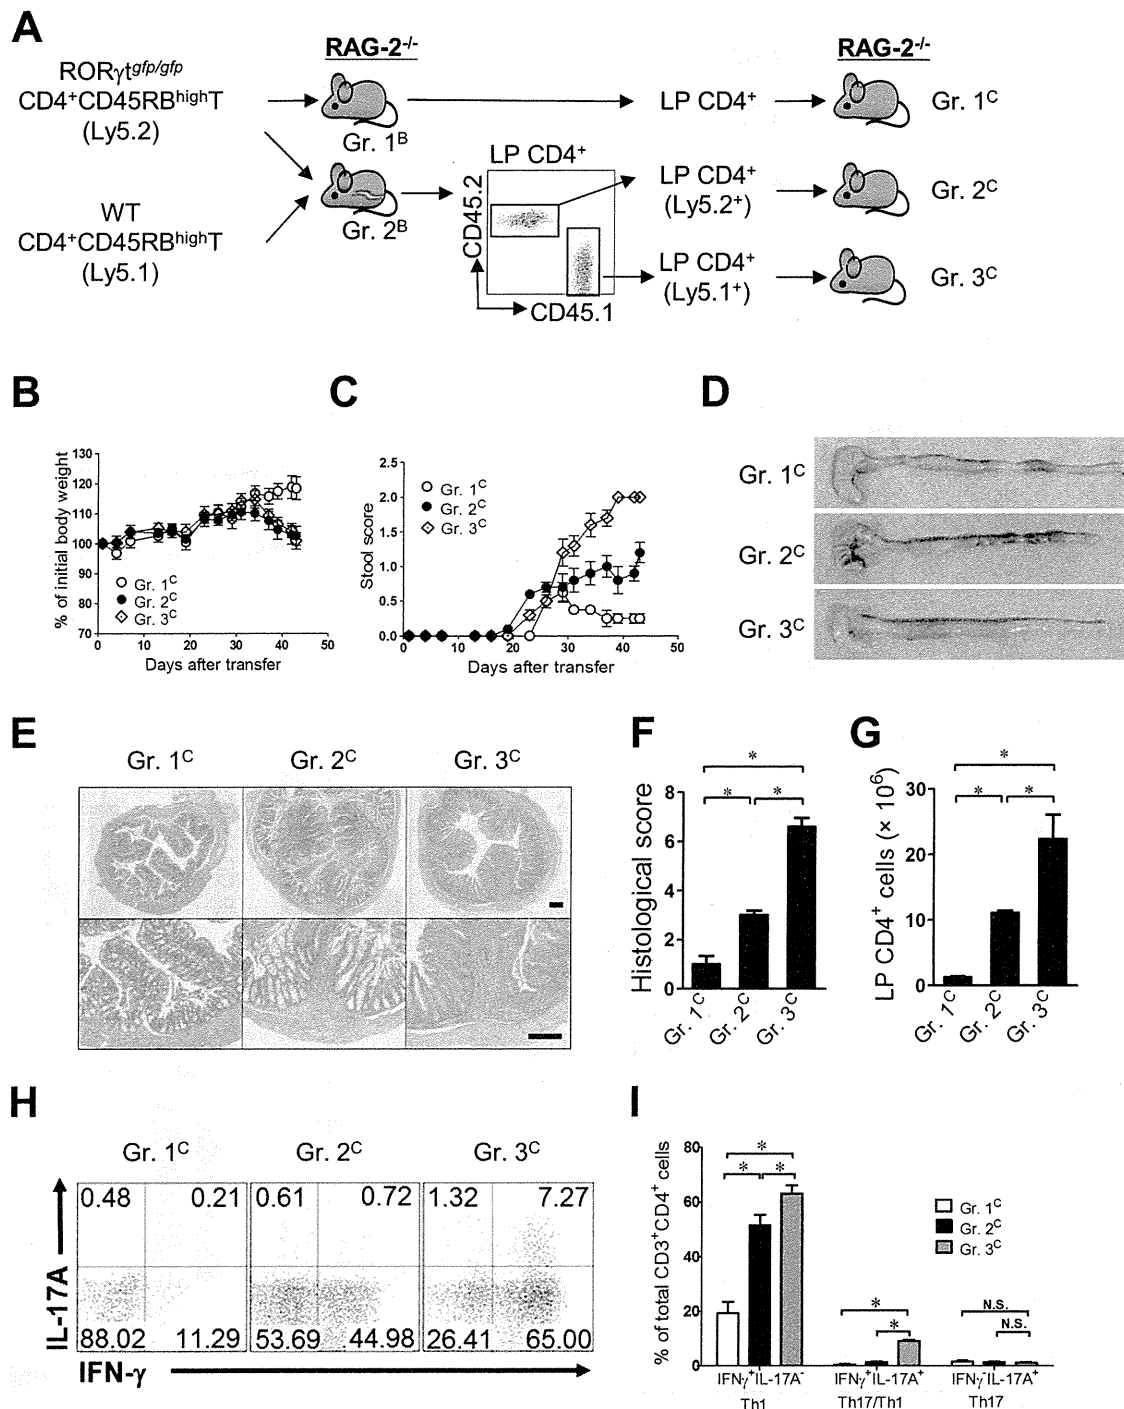 A
RAG-2-/-
RAG-2-/-
RORγtgfp/gfp
CD4+CD45RBhighT
(Ly5.2)
Gr. 1B
LP CD4+
Gr. 1C
WT
CD4+CD45RBhighT
(Ly5.1)
Gr. 2B
LP CD4+
CD45.2
CD45.1
LP CD4+
(Ly5.2+)
Gr. 2C
LP CD4+
(Ly5.1+)
Gr. 3C
B
% of initial body weight
130
120
110
100
90
80
70
Gr. 1C
Gr. 2C
Gr. 3C
0 10 20 30 40 50
Days after transfer
C
Stool score
2.5
2.0
1.5
1.0
0.5
0.0
Gr. 1C
Gr. 2C
Gr. 3C
0 10 20 30 40 50
Days after transfer
D
Gr. 1C
Gr. 2C
Gr. 3C
E
Gr. 1C Gr. 2C Gr. 3C
F
Histological score
8
6
4
2
0
* * *
Gr. 1C Gr. 2C Gr. 3C
G
LP CD4+ cells (× 106)
30
20
10
0
* * *
Gr. 1C Gr. 2C Gr. 3C
H
Gr. 1C Gr. 2C Gr. 3C
0.48 0.21 0.61 0.72 1.32 7.27
88.02 11.29 53.69 44.98 26.41 65.00
IL-17A
IFN-γ
I
% of total CD3+CD4+ cells
80
60
40
20
0
* * *
* *
N.S.
N.S.
Gr. 1C
Gr. 2C
Gr. 3C
IFNγ+IL-17A- IFNγ+IL-17A+ IFNγ-IL-17A+
Th1 Th17/Th1 Th17